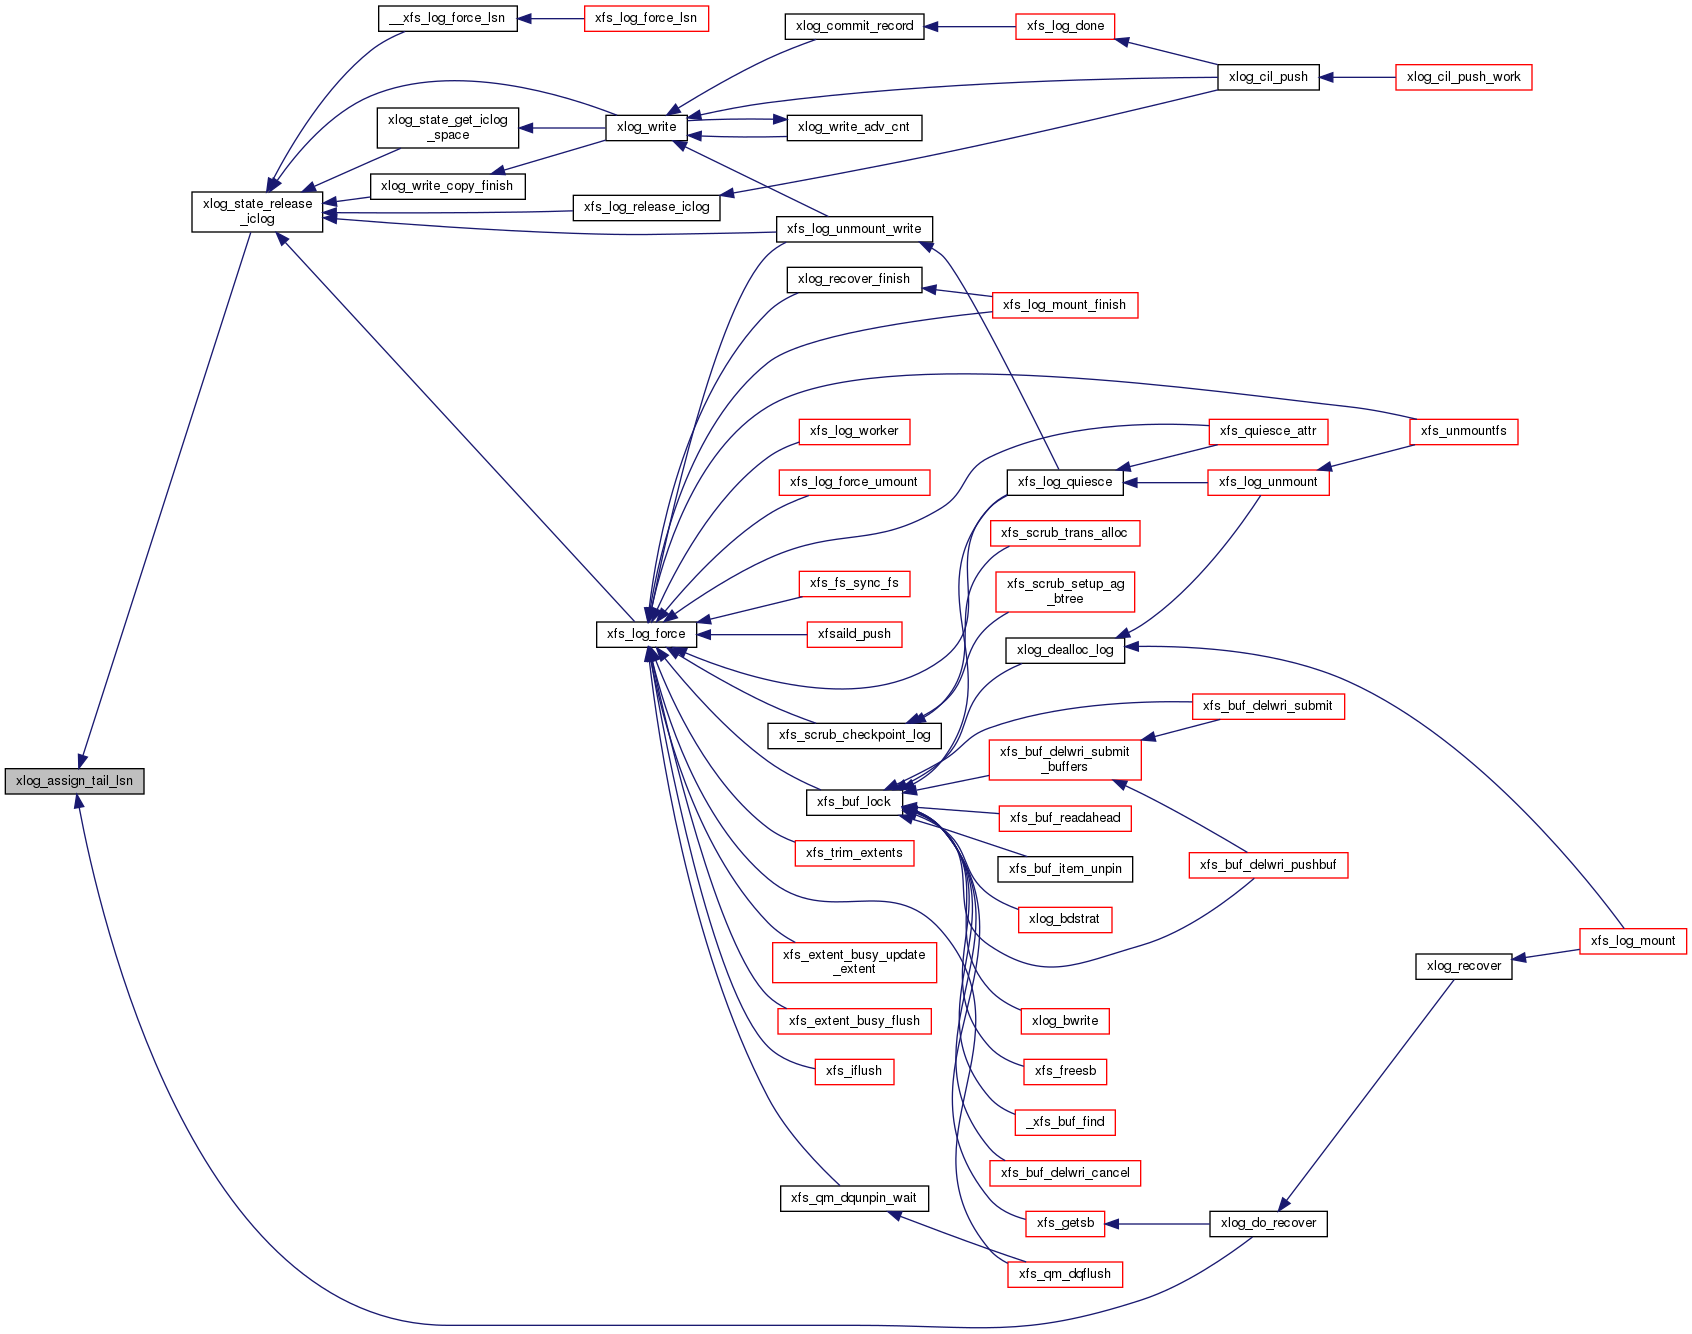 __xfs_log_force_lsn
xfs_log_force_lsn
xlog_commit_record
xfs_log_done
xlog_cil_push
xlog_cil_push_work
xlog_state_get_iclog
_space
xlog_write
xlog_write_adv_cnt
xlog_write_copy_finish
xlog_state_release
_iclog
xfs_log_release_iclog
xfs_log_unmount_write
xlog_recover_finish
xfs_log_mount_finish
xfs_log_worker
xfs_quiesce_attr
xfs_unmountfs
xfs_log_force_umount
xfs_log_quiesce
xfs_log_unmount
xfs_scrub_trans_alloc
xfs_fs_sync_fs
xfs_scrub_setup_ag
_btree
xfs_log_force
xfsaild_push
xlog_dealloc_log
xfs_buf_delwri_submit
xfs_scrub_checkpoint_log
xfs_buf_delwri_submit
_buffers
xlog_assign_tail_lsn
xfs_buf_lock
xfs_buf_readahead
xfs_trim_extents
xfs_buf_item_unpin
xfs_buf_delwri_pushbuf
xlog_bdstrat
xfs_log_mount
xfs_extent_busy_update
_extent
xlog_recover
xfs_extent_busy_flush
xlog_bwrite
xfs_iflush
xfs_freesb
_xfs_buf_find
xfs_buf_delwri_cancel
xfs_qm_dqunpin_wait
xfs_getsb
xlog_do_recover
xfs_qm_dqflush